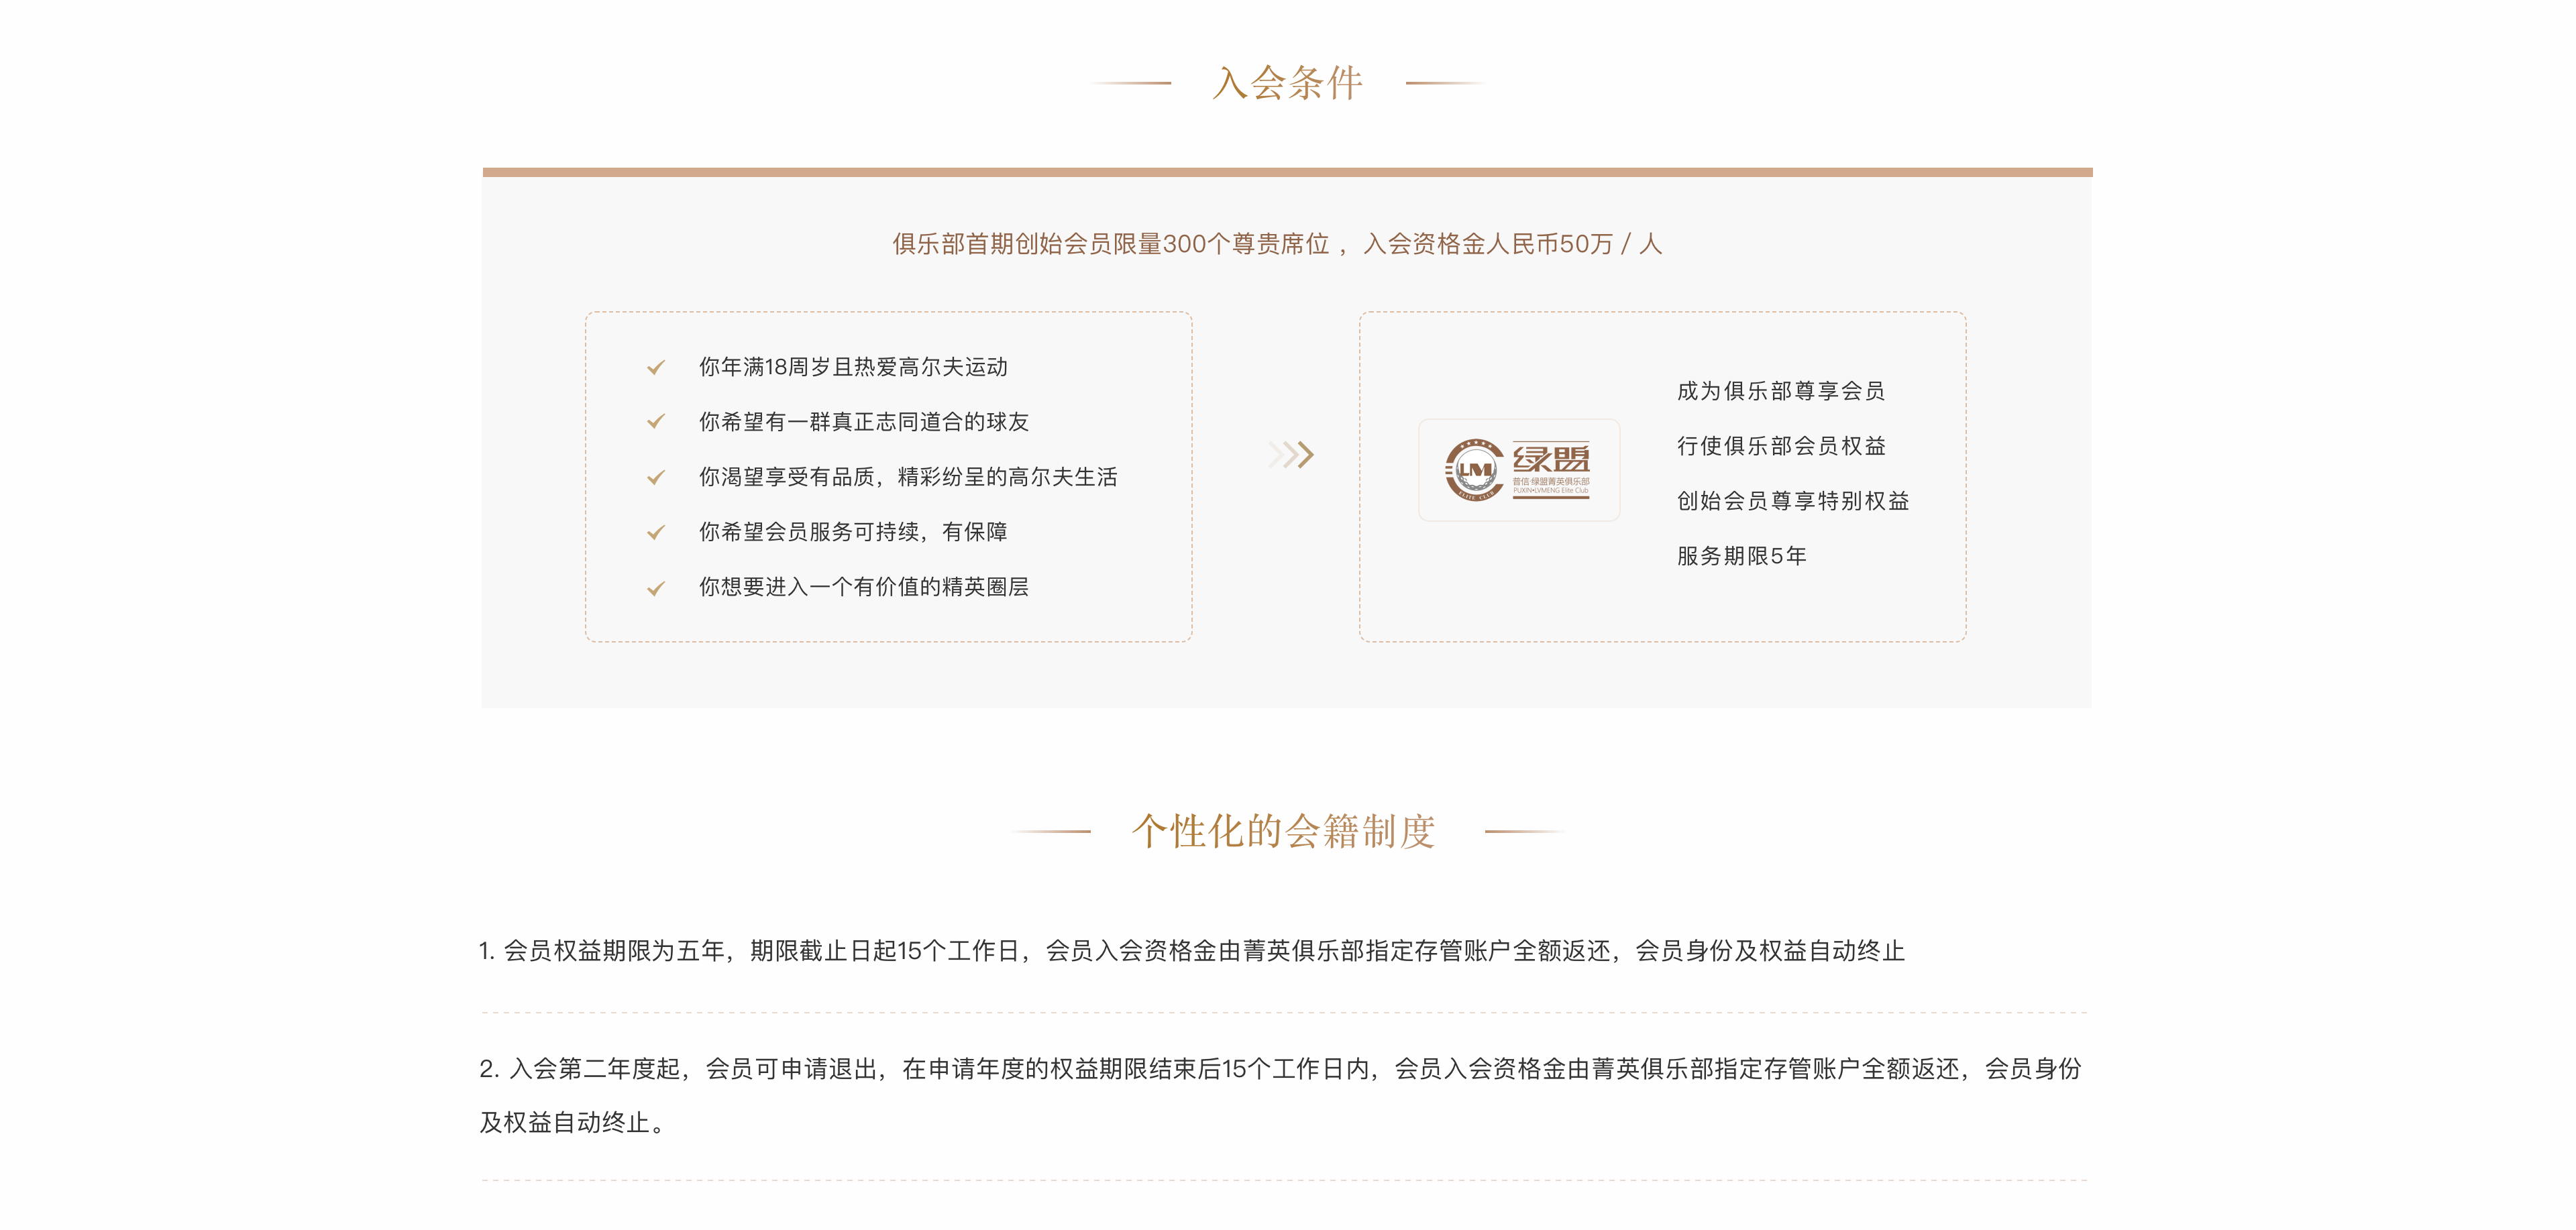 入会条件
俱乐部首期创始会员限量300个尊贵席位 ，入会资格金人民币50万 / 人
你年满18周岁且热爱高尔夫运动
你希望有一群真正志同道合的球友
你渴望享受有品质，精彩纷呈的高尔夫生活
你希望会员服务可持续，有保障
你想要进入一个有价值的精英圈层
LM
ELITE CLUB
绿盟
普信·绿盟菁英俱乐部
PUXIN•LVMENG Elite Club
成为俱乐部尊享会员
行使俱乐部会员权益
创始会员尊享特别权益
服务期限5年
个性化的会籍制度
1. 会员权益期限为五年，期限截止日起15个工作日，会员入会资格金由菁英俱乐部指定存管账户全额返还，会员身份及权益自动终止
2. 入会第二年度起，会员可申请退出，在申请年度的权益期限结束后15个工作日内，会员入会资格金由菁英俱乐部指定存管账户全额返还，会员身份
及权益自动终止。